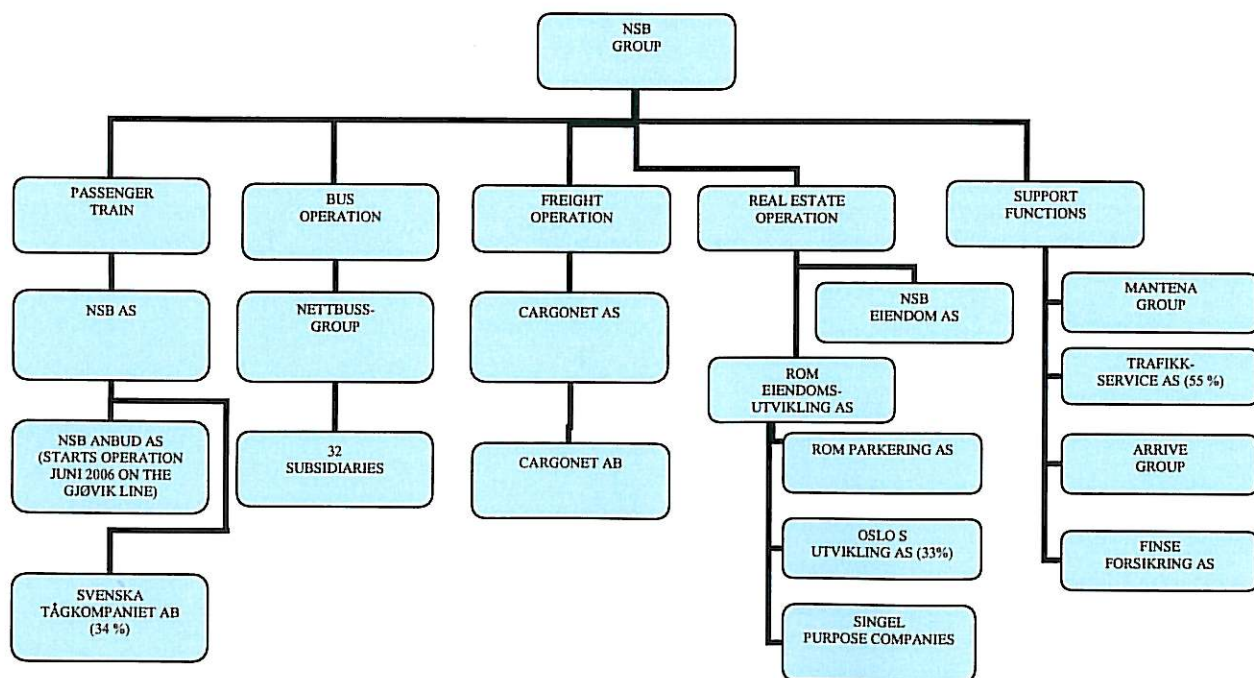 NSB
GROUP
PASSENGER
TRAIN
BUS
OPERATION
FREIGHT
OPERATION
REAL ESTATE
OPERATION
SUPPORT
FUNCTIONS
NSB AS
NETTBUSS-
GROUP
CARGONET AS
NSB
EIENDOM AS
MANTENA
GROUP
ROM
EIENDOMS-
UTVIKLING AS
TRAFIKK-
SERVICE AS (55 %)
NSB ANBUD AS
(STARTS OPERATION
JUNI 2006 ON THE
GJØVIK LINE)
32
SUBSIDIARIES
CARGONET AB
ROM PARKERING AS
ARRIVE
GROUP
OSLO S
UTVIKLING AS (33%)
FINSE
FORSIKRING AS
SVENSKA
TÅGKOMPANIET AB
(34 %)
SINGEL
PURPOSE COMPANIES